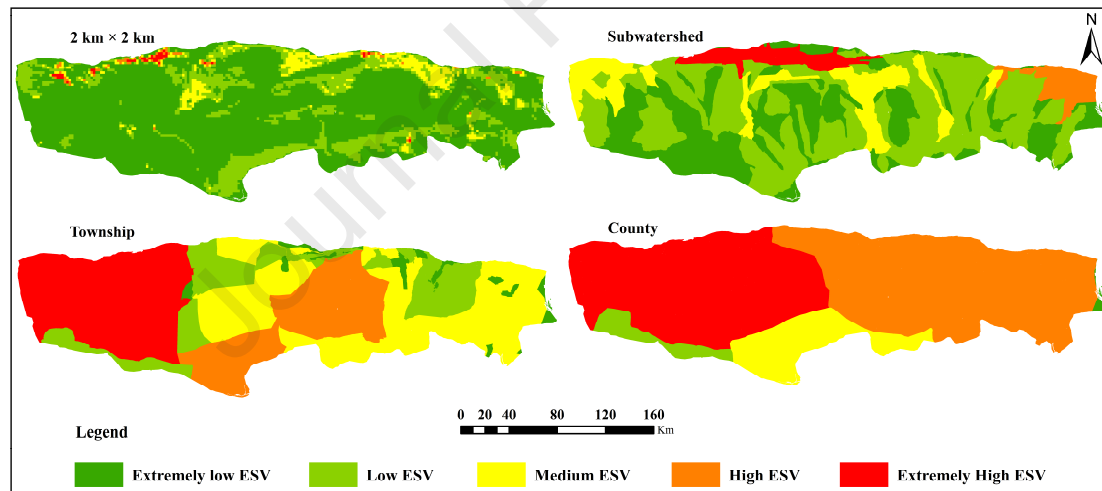 2 km × 2 km
Subwatershed
N
Township
County
0 20 40 80 120 160
Km
Legend
Extremely low ESV
Low ESV
Medium ESV
High ESV
Extremely High ESV
Journal P